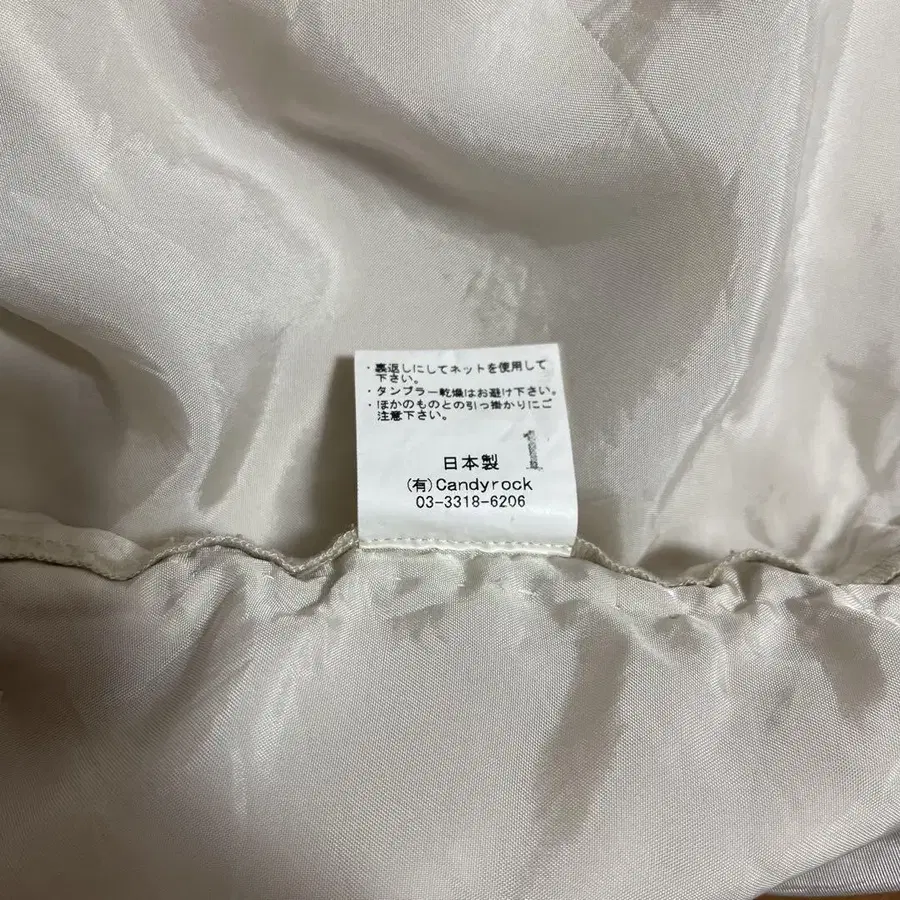 ・裏返しにしてネットを使用して
下さい。
・タンブラー乾燥はお避け下さい。
・ほかのものとの引っ掛かりにご
注意下さい。
1
日本製
(有)Candyrock
03-3318-6206